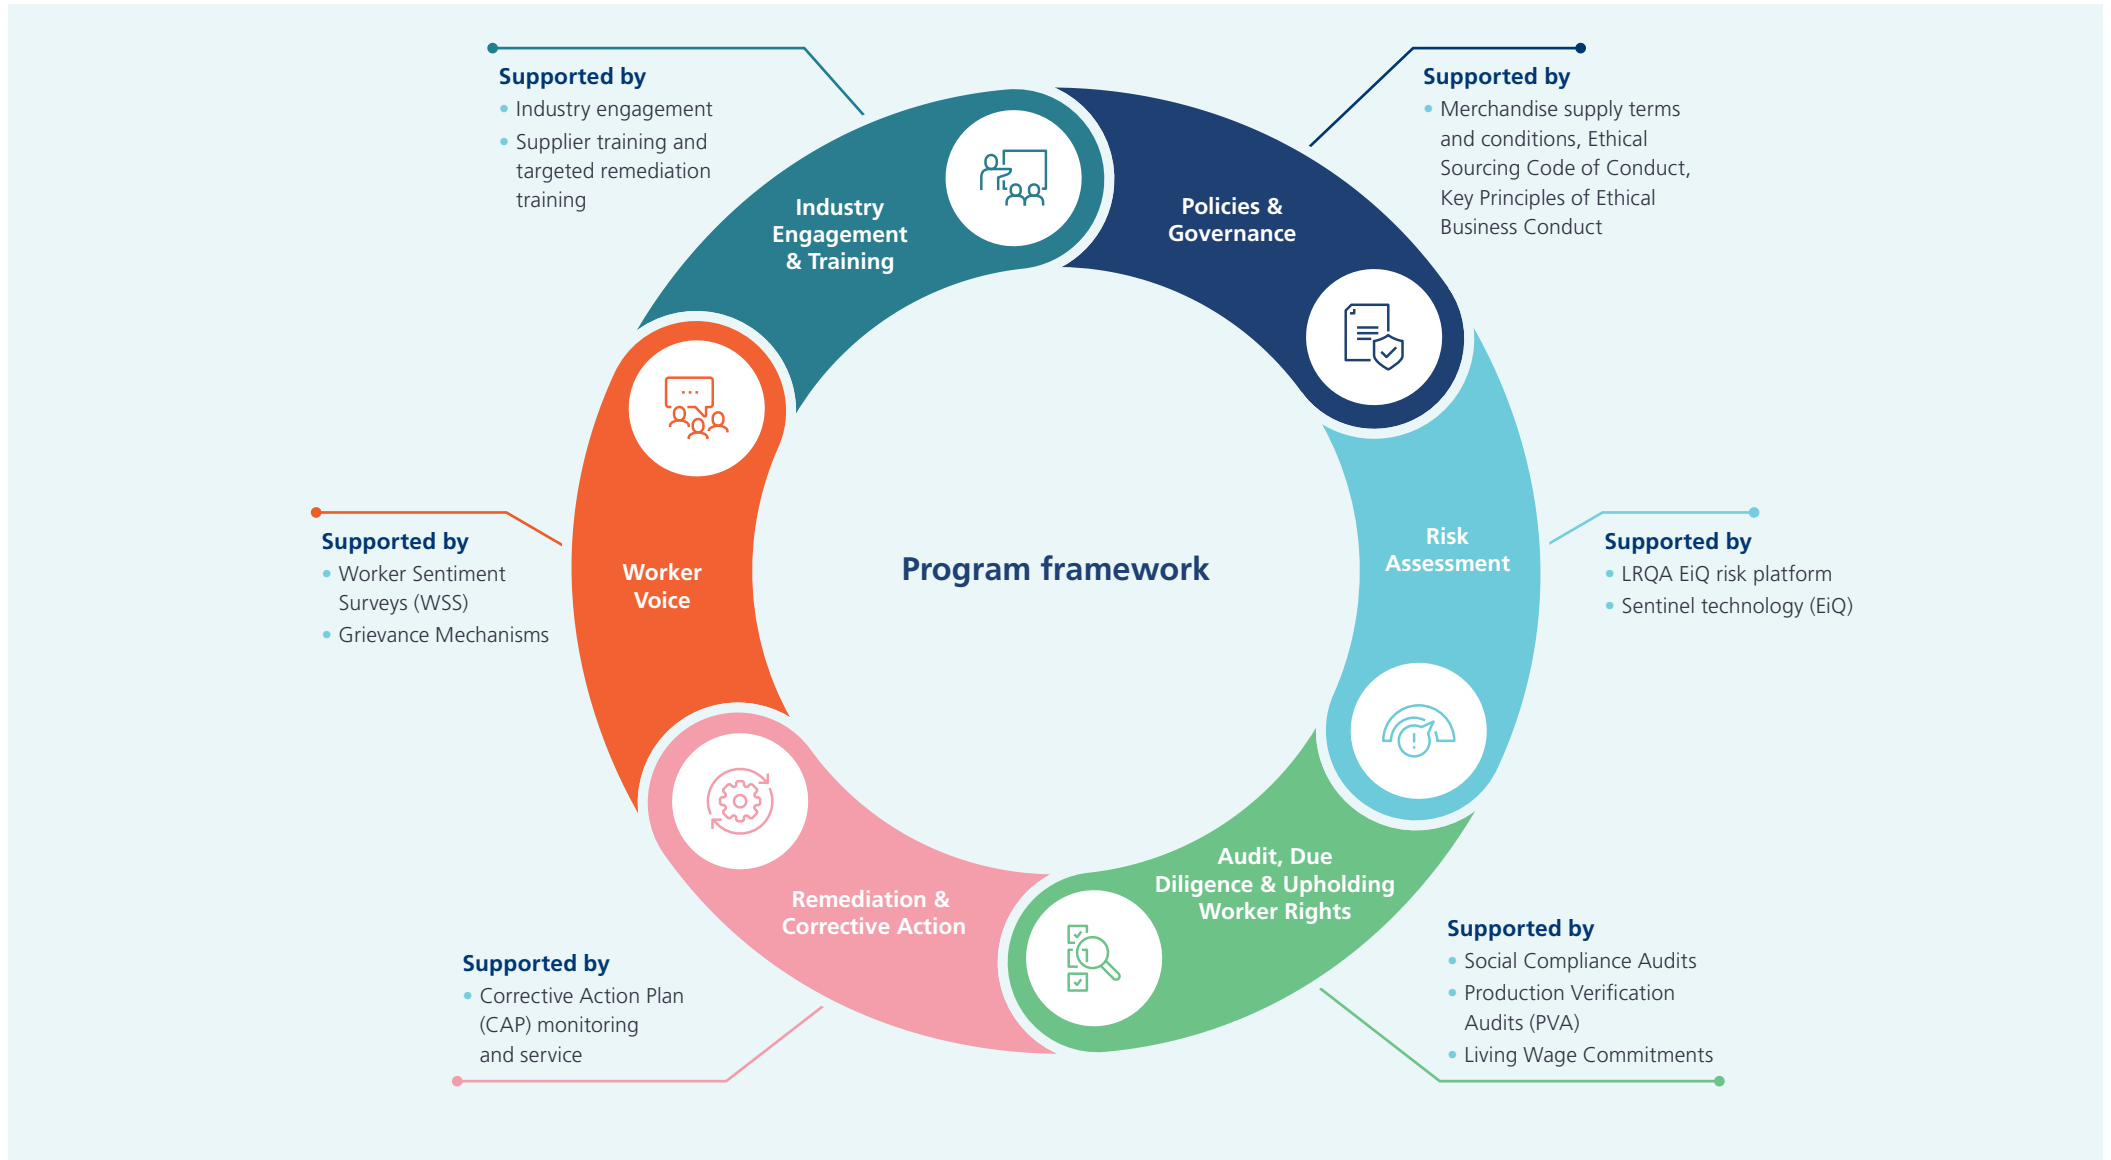 Supported by
• Industry engagement
• Supplier training and
targeted remediation
training
Supported by
• Merchandise supply terms
and conditions, Ethical
Sourcing Code of Conduct,
Key Principles of Ethical
Business Conduct
Industry
Engagement
& Training
Policies &
Governance
Supported by
• Worker Sentiment
Surveys (WSS)
• Grievance Mechanisms
Worker
Voice
Program framework
Risk
Assessment
Supported by
• LRQA EiQ risk platform
• Sentinel technology (EiQ)
Supported by
• Corrective Action Plan
(CAP) monitoring
and service
Remediation &
Corrective Action
Audit, Due
Diligence & Upholding
Worker Rights
Supported by
• Social Compliance Audits
• Production Verification
Audits (PVA)
• Living Wage Commitments